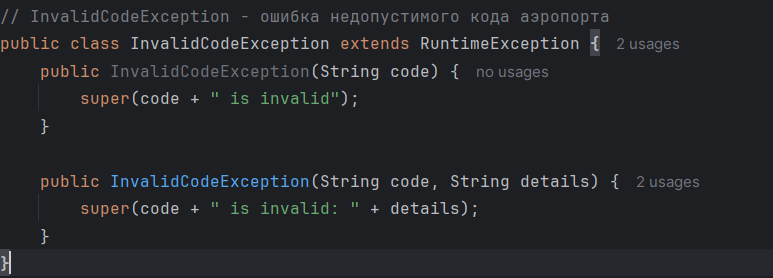 // InvalidCodeException - ошибка недопустимого кода аэропорта
public class InvalidCodeException extends RuntimeException { 2 usages
    public InvalidCodeException(String code) { no usages
        super(code + " is invalid");
    }

    public InvalidCodeException(String code, String details) { 2 usages
        super(code + " is invalid: " + details);
    }
}